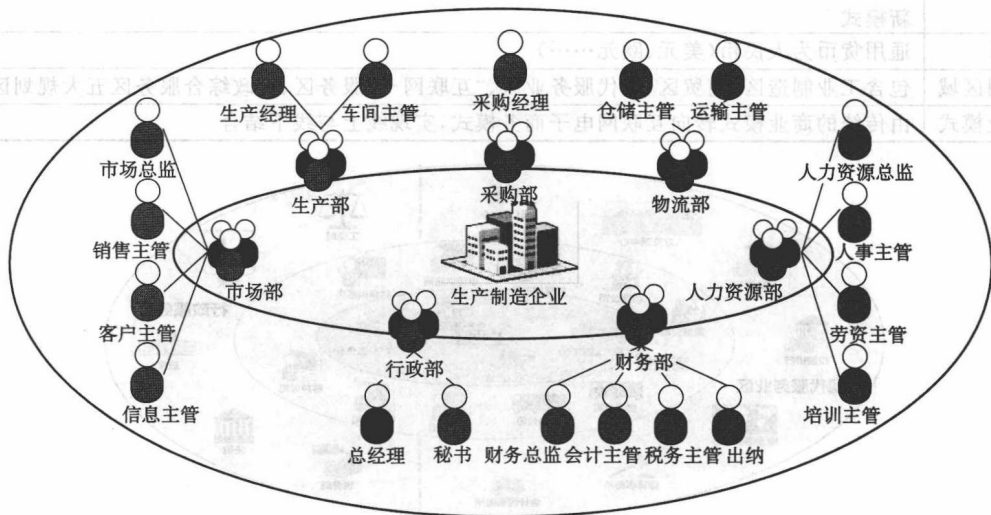 新模式
生产经理 车间主管 采购经理 仓储主管 运输主管
市场总监 生产部 采购部 物流部 人力资源总监
销售主管 人事主管
市场部 生产制造企业 人力资源部
客户主管 劳资主管
行政部 财务部
信息主管 培训主管
总经理 秘书 财务总监 会计主管 税务主管 出纳